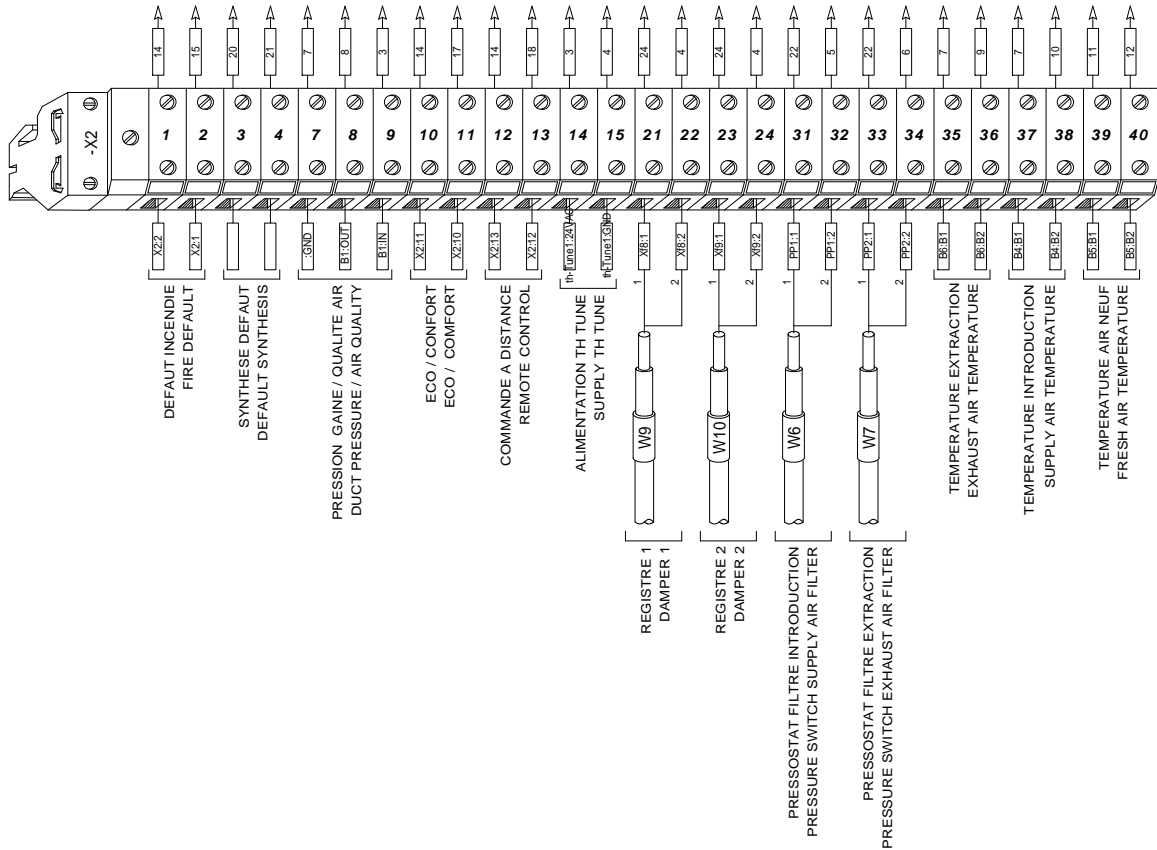 14 15 20 21 7 8 3 14 17 14 18 3 4 24 4 24 4 22 5 22 6 7 9 7 10 11 12
-X2
1 2 3 4 7 8 9 10 11 12 13 14 15 21 22 23 24 31 32 33 34 35 36 37 38 39 40
X2:2
X2:1
:GND
B1:OUT
B1:IN
X2:11
X2:10
X2:13
X2:12
th-Tune1:24VAC
th-Tune1:GND
Xf8:1
Xf8:2
Xf9:1
Xf9:2
PP1:1
PP1:2
PP2:1
PP2:2
B6:B1
B6:B2
B4:B1
B4:B2
B5:B1
B5:B2
1 2 1 2 1 2 1 2
DEFAUT INCENDIE
FIRE DEFAULT
SYNTHESE DEFAUT
DEFAULT SYNTHESIS
PRESSION GAINE / QUALITE AIR
DUCT PRESSURE / AIR QUALITY
ECO / CONFORT
ECO / COMFORT
COMMANDE A DISTANCE
REMOTE CONTROL
ALIMENTATION TH TUNE
SUPPLY TH TUNE
W9
REGISTRE 1
DAMPER 1
W10
REGISTRE 2
DAMPER 2
W6
PRESSOSTAT FILTRE INTRODUCTION
PRESSURE SWITCH SUPPLY AIR FILTER
W7
PRESSOSTAT FILTRE EXTRACTION
PRESSURE SWITCH EXHAUST AIR FILTER
TEMPERATURE EXTRACTION
EXHAUST AIR TEMPERATURE
TEMPERATURE INTRODUCTION
SUPPLY AIR TEMPERATURE
TEMPERATURE AIR NEUF
FRESH AIR TEMPERATURE